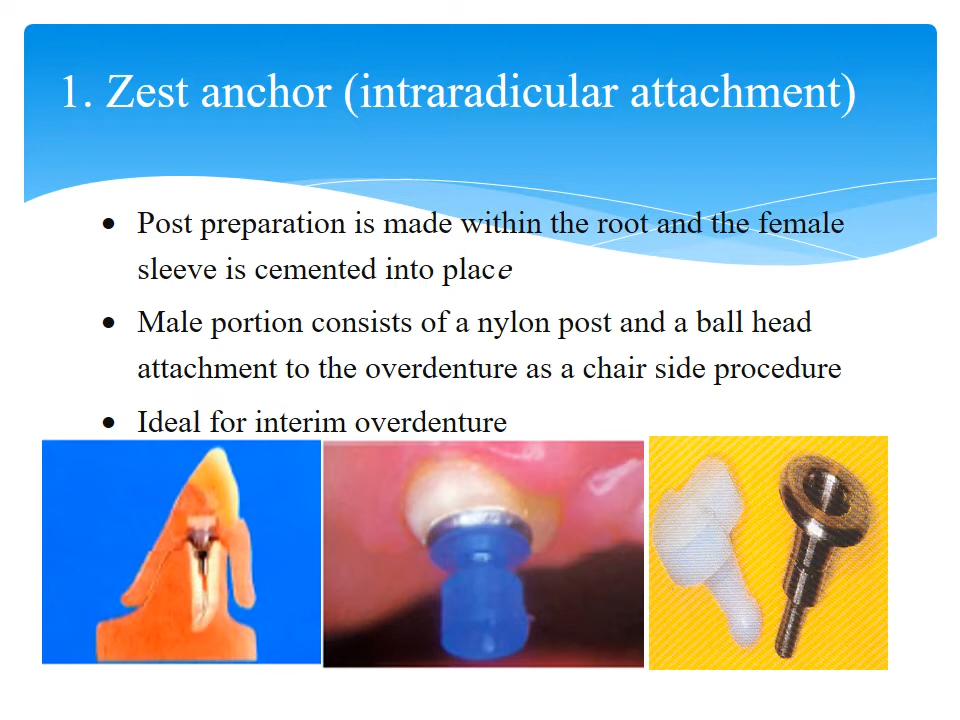 1. Zest anchor (intraradicular attachment)
• Post preparation is made within the root and the female
sleeve is cemented into place
• Male portion consists of a nylon post and a ball head
attachment to the overdenture as a chair side procedure
• Ideal for interim overdenture